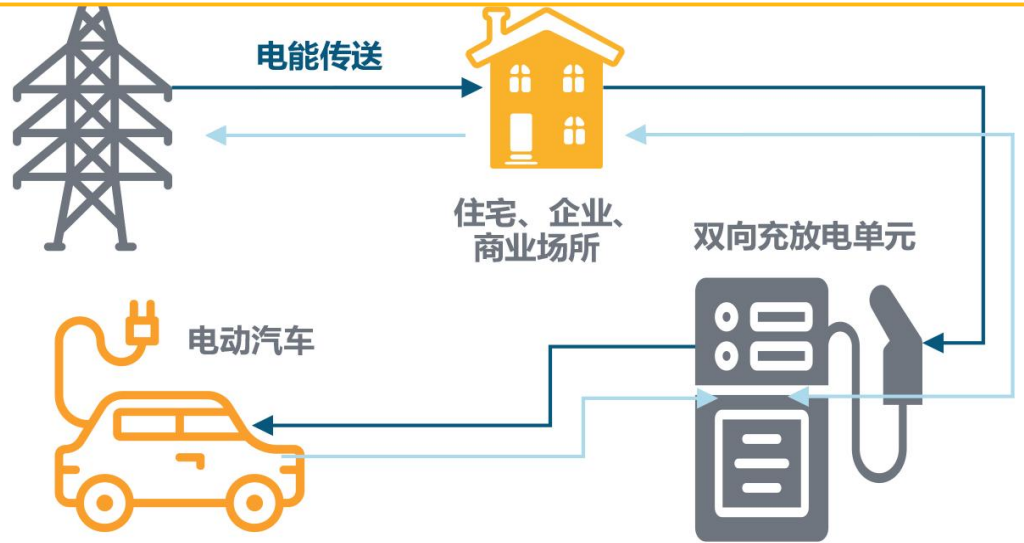 电能传送
住宅、企业、
商业场所
双向充放电单元
电动汽车